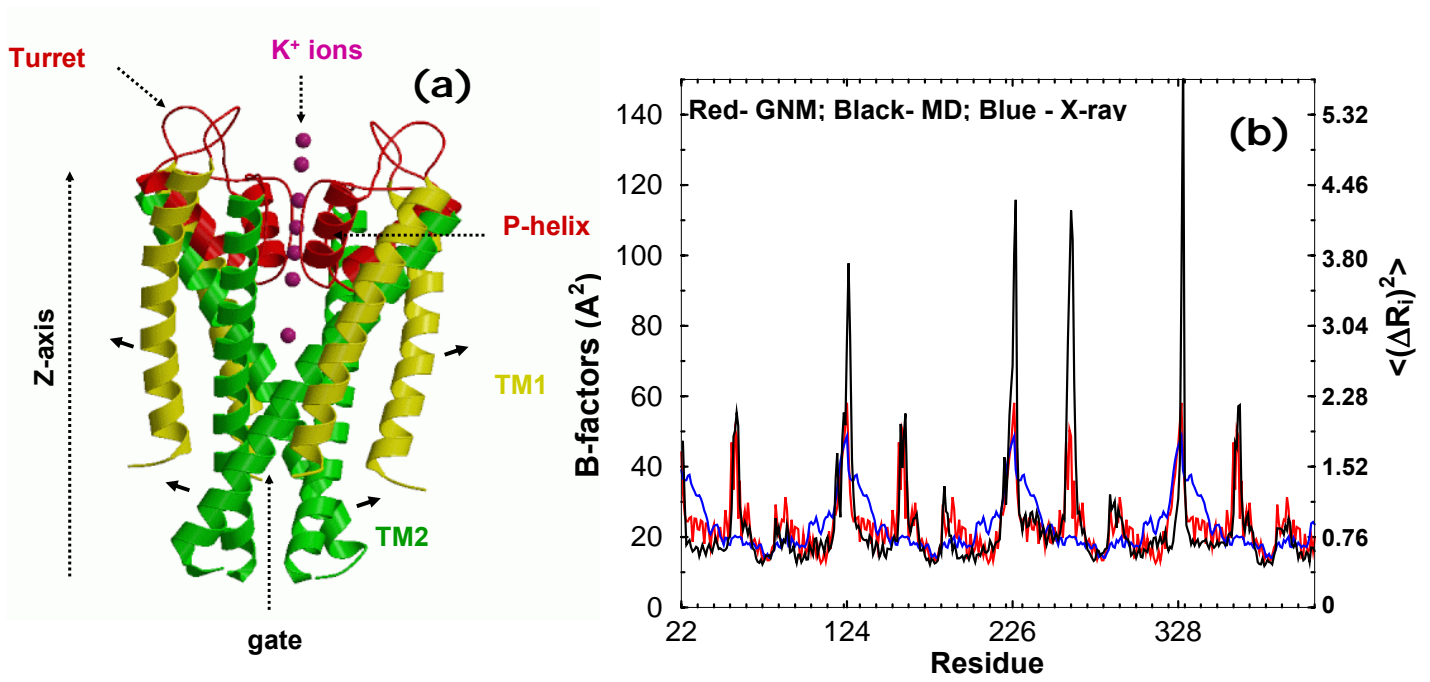 Turret
K⁺ ions
(a)
P-helix
Z-axis
TM1
TM2
gate
Red- GNM; Black- MD; Blue - X-ray
(b)
B-factors (A²)
140
120
100
80
60
40
20
0
22
124
226
328
Residue
5.32
4.46
3.80
3.04
2.28
1.52
0.76
0
<(ΔRᵢ)²>